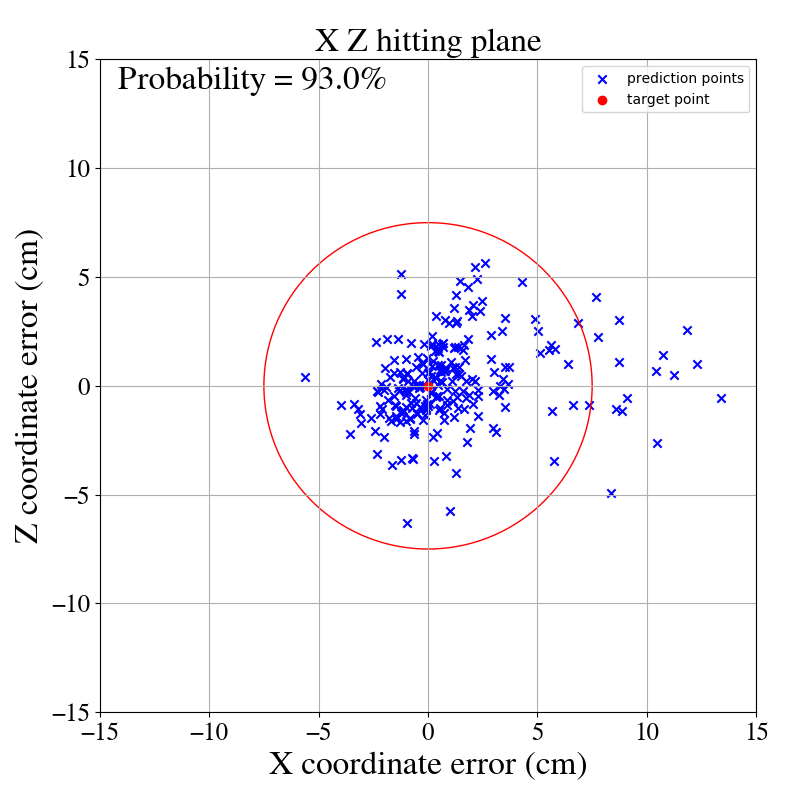 X Z hitting plane
Probability = 93.0%
prediction points
target point
Z coordinate error (cm)
15
10
5
0
−5
−10
−15
−15
−10
−5
0
5
10
15
X coordinate error (cm)